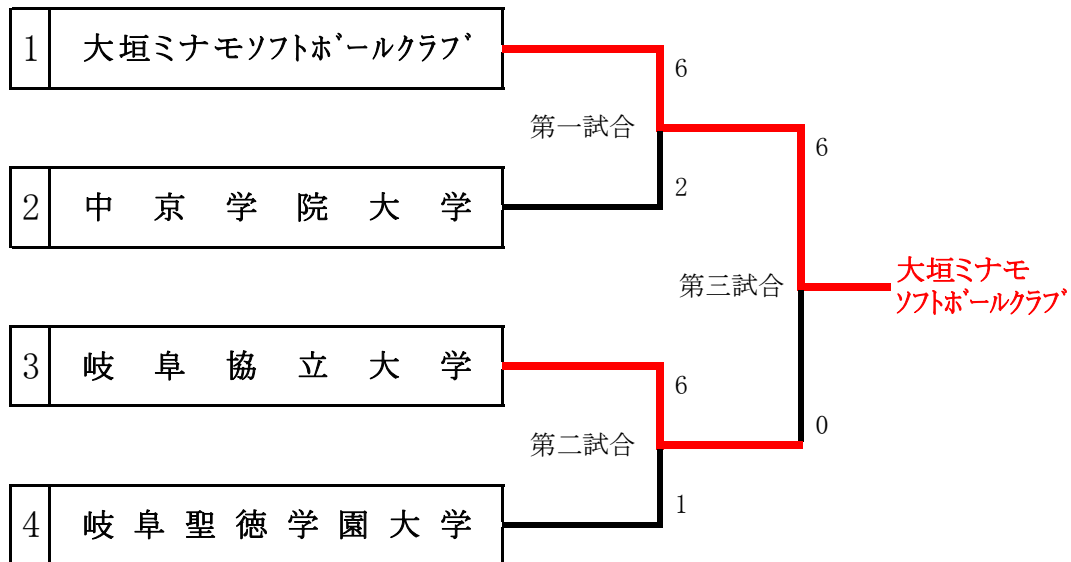 1 大垣ミナモソフトボールクラブ
6
第一試合
6
2 中京学院大学
2
第三試合
大垣ミナモ
ソフトボールクラブ
3 岐阜協立大学
6
第二試合
0
4 岐阜聖徳学園大学
1